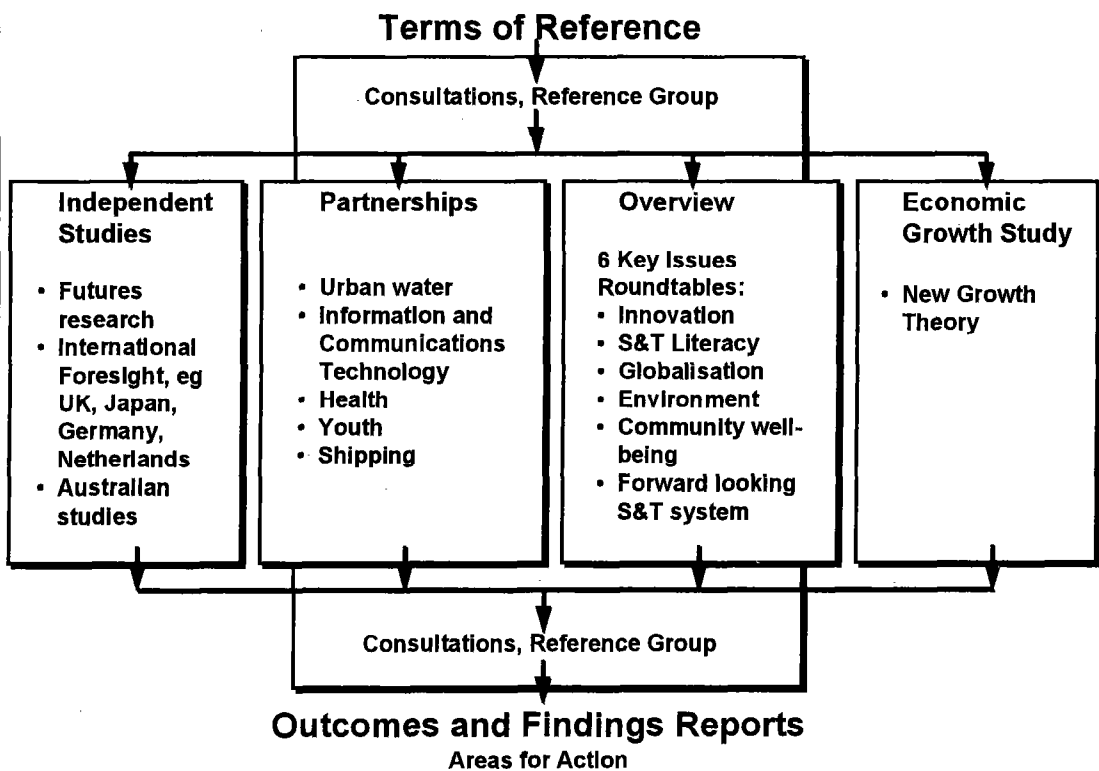 Terms of Reference
Consultations, Reference Group
Independent
Studies
• Futures
research
• International
Foresight, eg
UK, Japan,
Germany,
Netherlands
• Australian
studies
Partnerships
• Urban water
• Information and
Communications
Technology
• Health
• Youth
• Shipping
Overview
6 Key Issues
Roundtables:
• Innovation
• S&T Literacy
• Globalisation
• Environment
• Community well-
being
• Forward looking
S&T system
Economic
Growth Study
• New Growth
Theory
Consultations, Reference Group
Outcomes and Findings Reports
Areas for Action